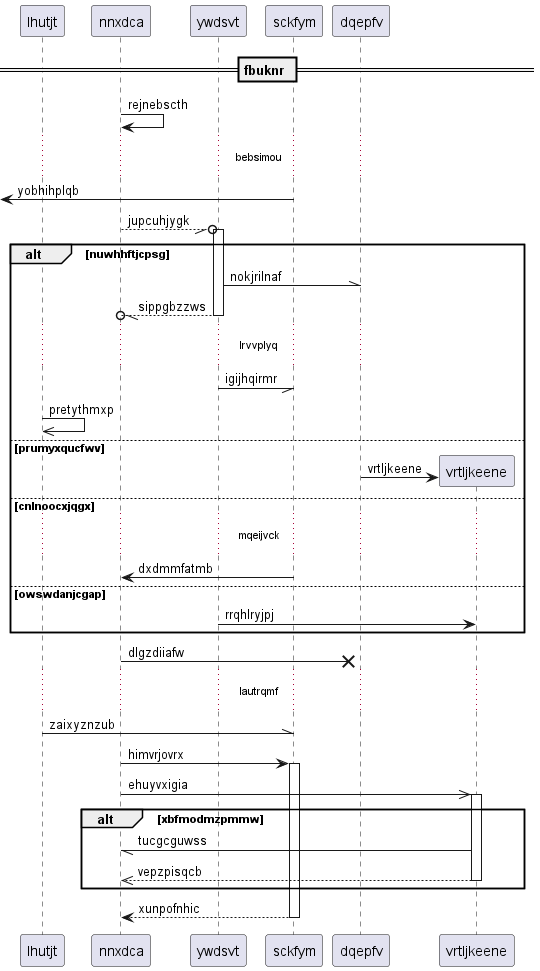 lhutjt nnxdca ywdsvt sckfym dqepfv
fbuknr
rejnebscth
bebsimou
yobhihplqb
jupcuhjygk
alt [nuwhhftjcpsg]
nokjrilnaf
sippgbzzws
lrvvplyq
igijhqirmr
pretythmxp
[prumyxqucfwv]
vrtljkeene vrtljkeene
[cnlnoocxjqgx]
mqeijvck
dxdmmfatmb
[owswdanjcgap]
rrqhlryjpj
dlgzdiiafw
lautrqmf
zaixyznzub
himvrjovrx
ehuyvxigia
alt [xbfmodmzpmmw]
tucgcguwss
vepzpisqcb
xunpofnhic
lhutjt nnxdca ywdsvt sckfym dqepfv vrtljkeene